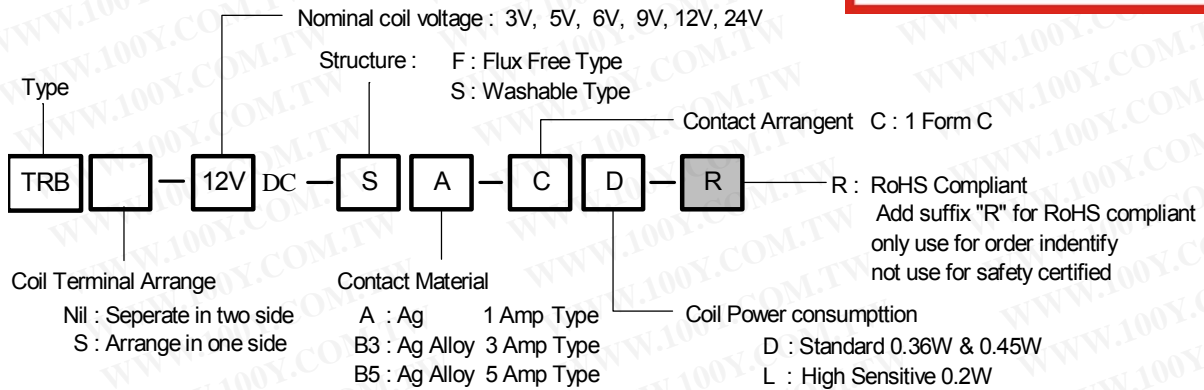 Nominal coil voltage : 3V, 5V, 6V, 9V, 12V, 24V
Structure : F : Flux Free Type
S : Washable Type
Type
Contact Arrangent C : 1 Form C
TRB - 12V DC - S A - C D - R
R : RoHS Compliant
Add suffix "R" for RoHS compliant
only use for order indentify
not use for safety certified
Coil Terminal Arrange
Nil : Seperate in two side
S : Arrange in one side
Contact Material
A : Ag 1 Amp Type
B3 : Ag Alloy 3 Amp Type
B5 : Ag Alloy 5 Amp Type
Coil Power consumpttion
D : Standard 0.36W & 0.45W
L : High Sensitive 0.2W
WWW.100Y.COM.TW